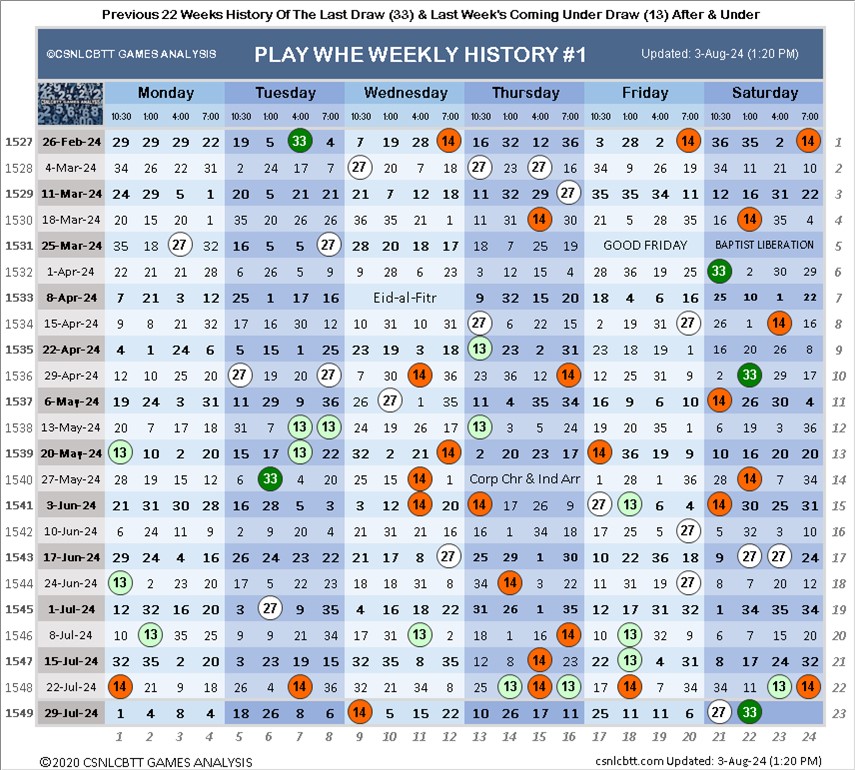 Previous 22 Weeks History Of The Last Draw (33) & Last Week's Coming Under Draw (13) After & Under
©CSNLCBTT GAMES ANALYSIS PLAY WHE WEEKLY HISTORY #1 Updated: 3-Aug-24 (1:20 PM)
CSNLCBTT GAMES ANALYSIS
Monday Tuesday Wednesday Thursday Friday Saturday
10:30 1:00 4:00 7:00 10:30 1:00 4:00 7:00 10:30 1:00 4:00 7:00 10:30 1:00 4:00 7:00 10:30 1:00 4:00 7:00 10:30 1:00 4:00 7:00
1527 26-Feb-24 29 29 29 22 19 5 33 4 7 19 28 14 16 32 12 36 3 28 2 14 36 35 2 14 1
1528 4-Mar-24 34 26 22 31 2 24 17 7 27 20 7 18 27 23 27 16 34 9 26 19 34 11 21 10 2
1529 11-Mar-24 24 29 5 1 20 5 21 21 21 7 12 18 11 32 29 27 35 35 34 11 12 16 31 22 3
1530 18-Mar-24 20 15 20 1 35 20 26 26 36 35 21 1 11 31 14 30 21 5 28 35 16 14 35 4 4
1531 25-Mar-24 35 18 27 32 16 5 5 27 28 20 18 17 18 7 25 19 GOOD FRIDAY BAPTIST LIBERATION 5
1532 1-Apr-24 22 21 21 28 6 26 5 9 9 28 6 23 3 12 15 4 28 36 19 25 33 2 30 29 6
1533 8-Apr-24 7 21 3 12 25 1 17 16 Eid-al-Fitr 9 32 15 20 18 4 6 16 25 10 1 22 7
1534 15-Apr-24 9 8 21 32 17 16 30 12 10 31 10 31 27 6 22 15 2 19 31 27 26 1 14 16 8
1535 22-Apr-24 4 1 24 6 5 15 1 25 23 19 3 18 13 23 2 31 23 18 19 1 16 20 26 8 9
1536 29-Apr-24 12 10 25 20 27 19 20 27 7 30 14 36 23 36 12 14 12 25 31 9 2 33 29 17 10
1537 6-May-24 19 24 3 31 11 29 9 36 26 27 1 35 11 4 35 34 16 9 6 10 14 26 30 4 11
1538 13-May-24 20 7 17 18 31 7 13 13 24 19 26 17 13 3 25 7 19 20 35 1 6 19 3 36 12
1539 20-May-24 13 10 2 20 15 17 13 22 32 2 21 14 2 20 23 17 14 36 19 9 10 16 20 20 13
1540 27-May-24 28 19 15 12 6 33 4 20 25 11 14 1 Corp Chr & Ind Arr 1 28 1 36 28 14 7 34 14
1541 3-Jun-24 21 31 30 28 16 28 5 3 3 12 14 20 14 17 26 9 27 13 6 4 14 30 25 31 15
1542 10-Jun-24 6 24 11 9 2 9 20 4 21 31 21 16 16 1 34 18 17 25 5 27 5 32 3 10 16
1543 17-Jun-24 29 24 4 16 26 24 23 22 21 17 8 27 25 29 1 30 10 22 36 18 9 27 27 24 17
1544 24-Jun-24 13 2 23 20 17 5 22 23 18 18 31 8 34 14 3 22 11 31 19 27 8 7 20 12 18
1545 1-Jul-24 12 32 16 20 3 27 9 35 4 16 18 22 31 26 1 35 12 17 31 32 1 34 35 34 19
1546 8-Jul-24 10 13 35 25 9 9 21 34 17 31 13 2 18 1 16 14 10 13 32 9 6 7 15 20 20
1547 15-Jul-24 32 35 2 20 3 23 19 15 32 35 8 35 12 8 14 23 22 13 4 31 8 17 24 32 21
1548 22-Jul-24 14 21 9 18 26 4 14 36 32 21 34 8 25 13 14 13 17 14 7 34 34 11 13 14 22
1549 29-Jul-24 1 4 8 4 18 26 8 6 14 5 15 22 10 26 17 11 25 11 11 6 27 33 23
1 2 3 4 5 6 7 8 9 10 11 12 13 14 15 16 17 18 19 20 21 22 23 24
©2020 CSNLCBTT GAMES ANALYSIS csnlcbtt.com Updated: 3-Aug-24 (1:20 PM)